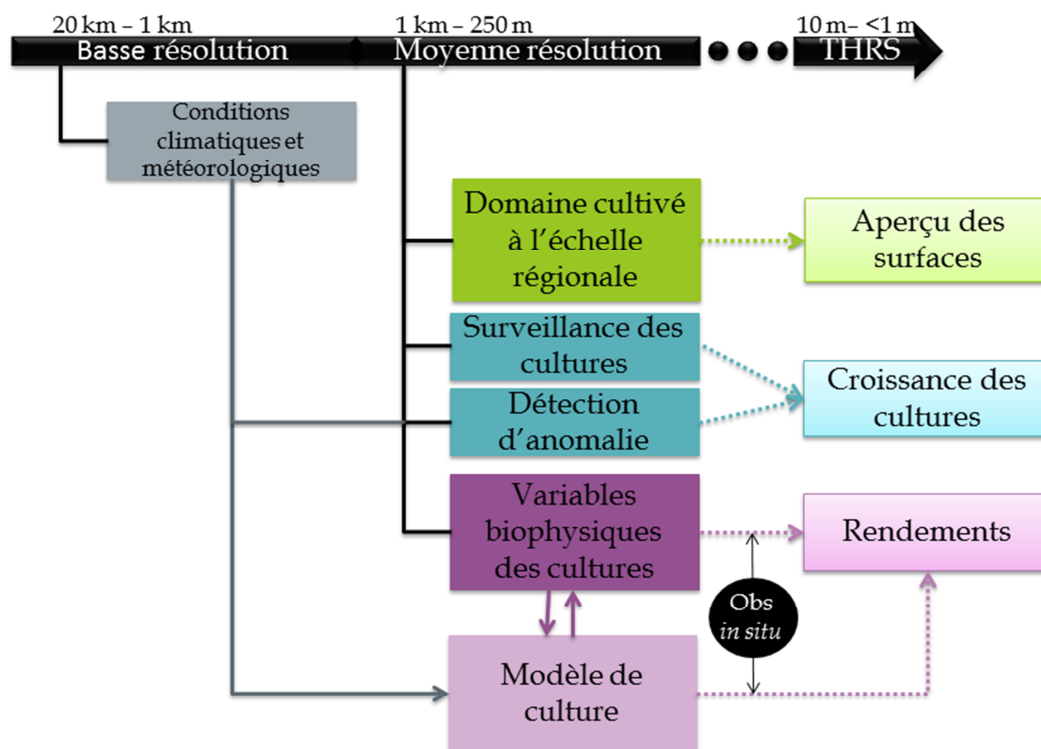 20 km – 1 km
1 km – 250 m
10 m– <1 m
Basse résolution
Moyenne résolution
THRS
Conditions
climatiques et
météorologiques
Domaine cultivé
à l’échelle
régionale
Aperçu des
surfaces
Surveillance des
cultures
Détection
d’anomalie
Croissance des
cultures
Variables
biophysiques
des cultures
Rendements
Obs
in situ
Modèle de
culture